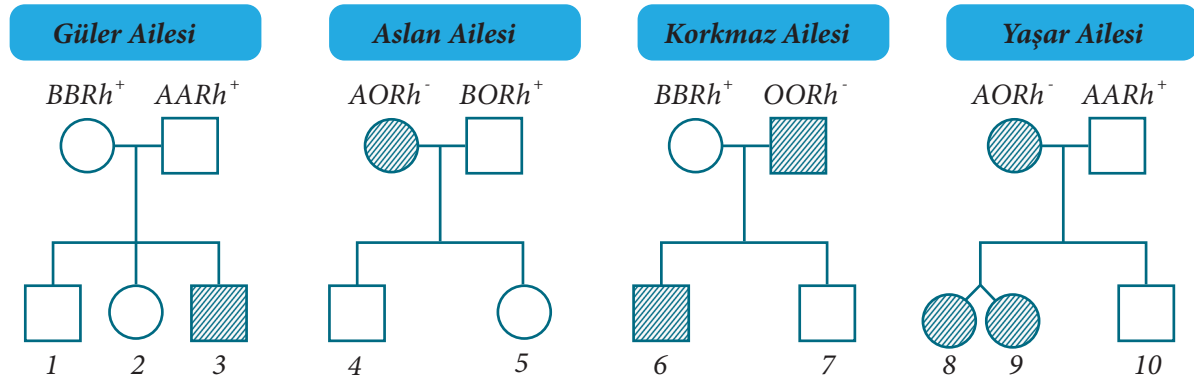 Güler Ailesi
BBRh⁺ AARh⁺
1 2 3
Aslan Ailesi
AORh⁻ BORh⁺
4 5
Korkmaz Ailesi
BBRh⁺ OORh⁻
6 7
Yaşar Ailesi
AORh⁻ AARh⁺
8 9 10